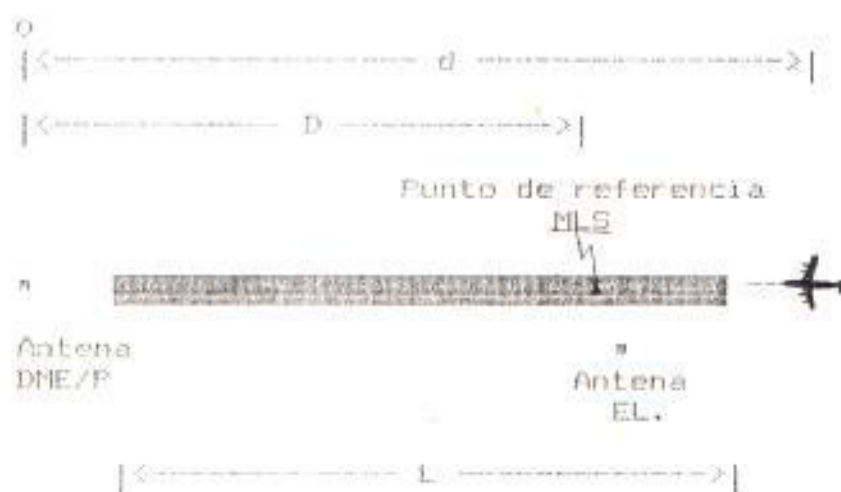 O
d
D
Punto de referencia
MLS
Antena
DME/P
Antena
EL.
L